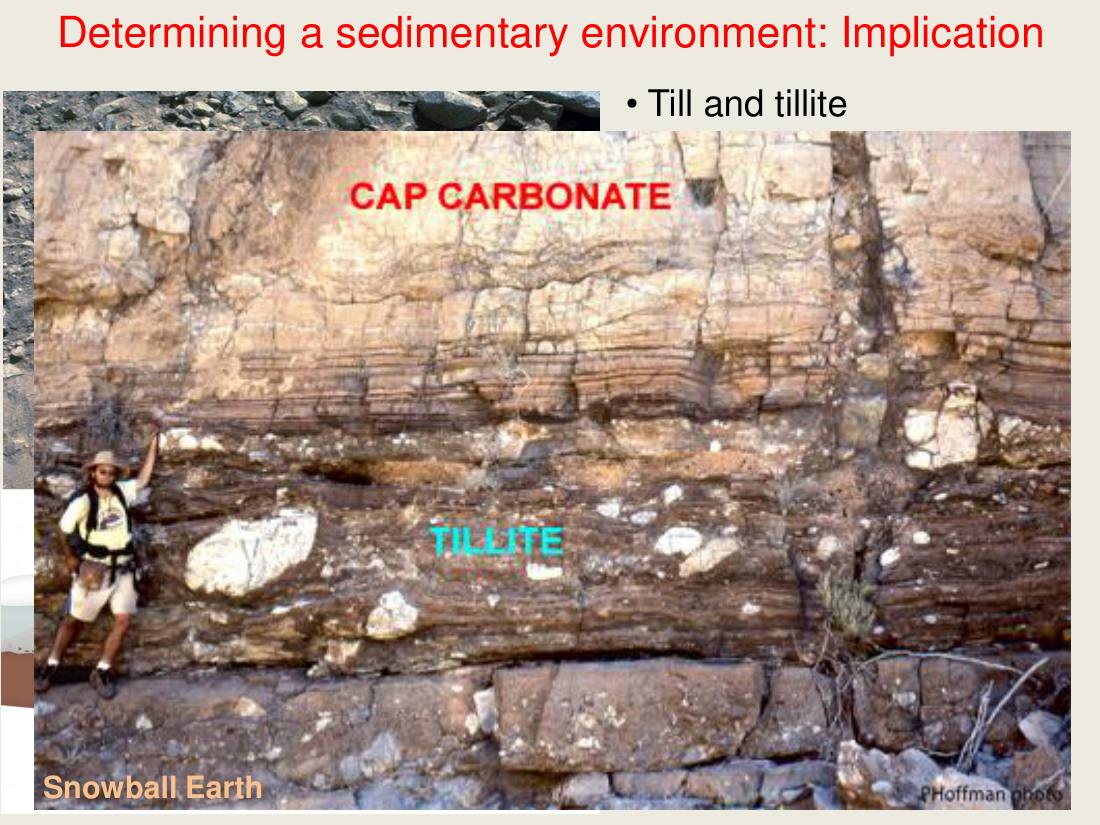 Determining a sedimentary environment: Implication
• Till and tillite
CAP CARBONATE
TILLITE
Snowball Earth
PHoffman photo